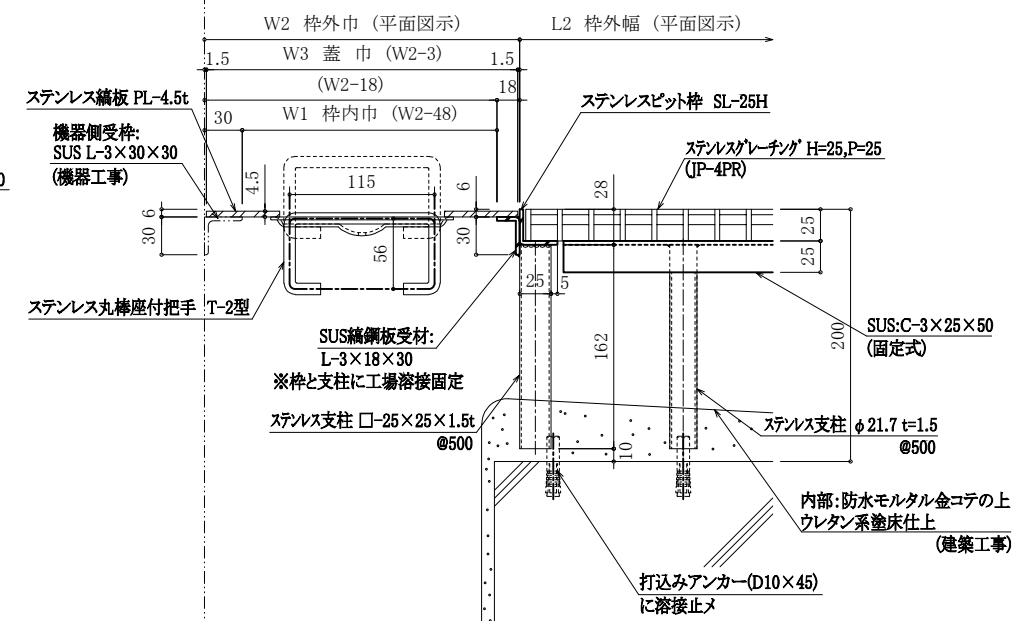 W2 枠外巾 (平面図示)
L2 枠外幅 (平面図示)
1.5
W3 蓋 巾 (W2-3)
1.5
(W2-18)
18
ステンレス縞板 PL-4.5t
30
W1 枠内巾 (W2-48)
ステンレスピット枠 SL-25H
機器側受枠:
SUS L-3×30×30
(機器工事)
ステンレスグレーチング H=25,P=25
(JP-4PR)
0
4.5
115
6
28
6
30
30
56
25
25
25
5
ステンレス丸棒座付把手 T-2型
SUS縞鋼板受材:
L-3×18×30
※枠と支柱に工場溶接固定
162
200
SUS:C-3×25×50
(固定式)
ステンレス支柱 □-25×25×1.5t
@500
ステンレス支柱 φ21.7 t=1.5
@500
10
内部:防水モルタル金コテの上
ウレタン系塗床仕上
(建築工事)
打込みアンカー(D10×45)
に溶接止メ